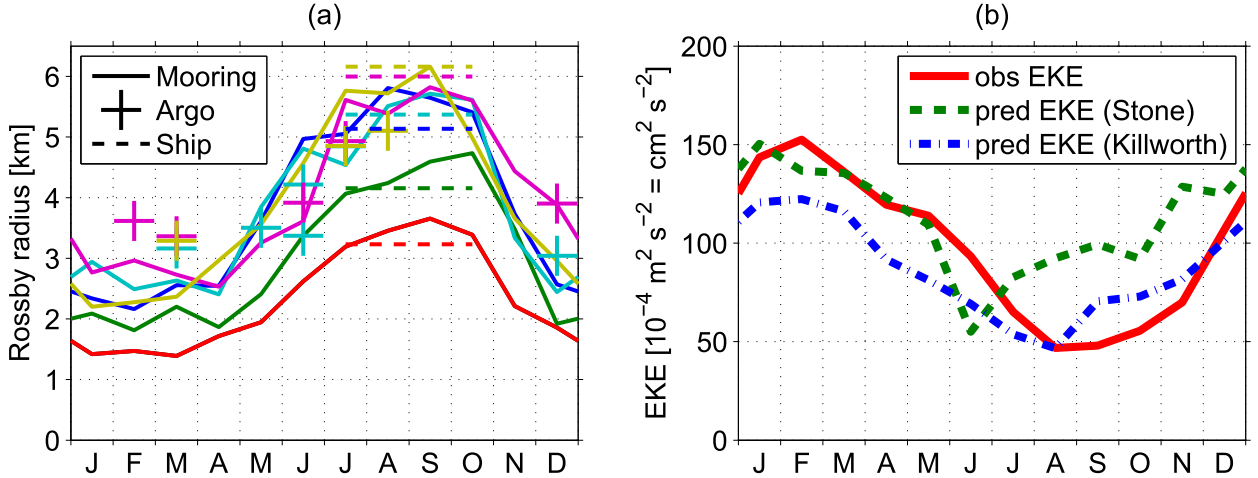 (a)
Rossby radius [km]
6
5
4
3
2
1
0
Mooring
Argo
Ship
J F M A M J J A S O N D
(b)
EKE [10⁻⁴ m² s⁻² = cm² s⁻²]
200
150
100
50
0
obs EKE
pred EKE (Stone)
pred EKE (Killworth)
J F M A M J J A S O N D